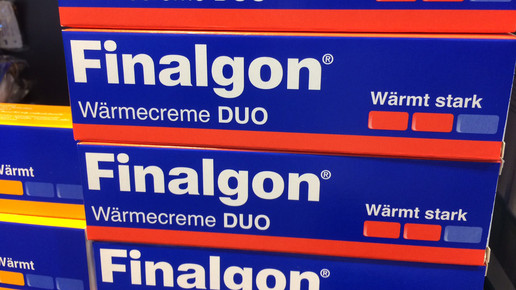 Finalgon®
Wärmecreme DUO
Wärmt stark
Finalgon®
Wärmecreme DUO
Wärmt stark
Finalgon®
Wärmt
Wärmt